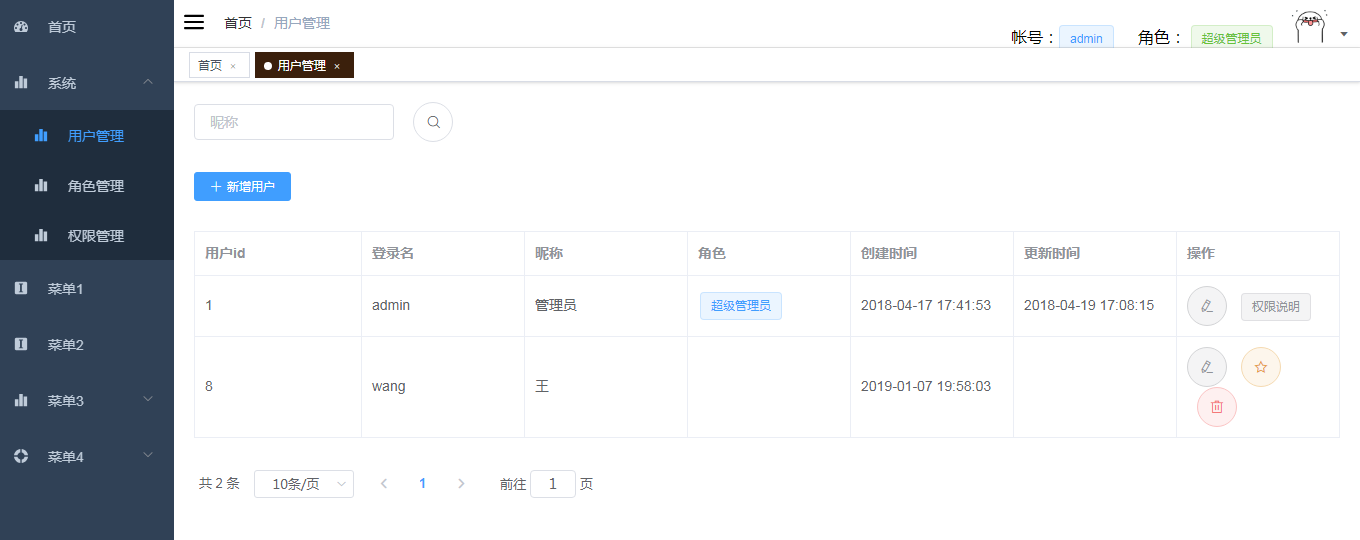 首页
系统
用户管理
角色管理
权限管理
菜单1
菜单2
菜单3
菜单4
首页 / 用户管理
帐号： admin 角色： 超级管理员
首页 × 用户管理 ×
昵称
新增用户
用户id 登录名 昵称 角色 创建时间 更新时间 操作
1 admin 管理员 超级管理员 2018-04-17 17:41:53 2018-04-19 17:08:15 权限说明
8 wang 王 2019-01-07 19:58:03
共 2 条 10条/页 1 前往 1 页